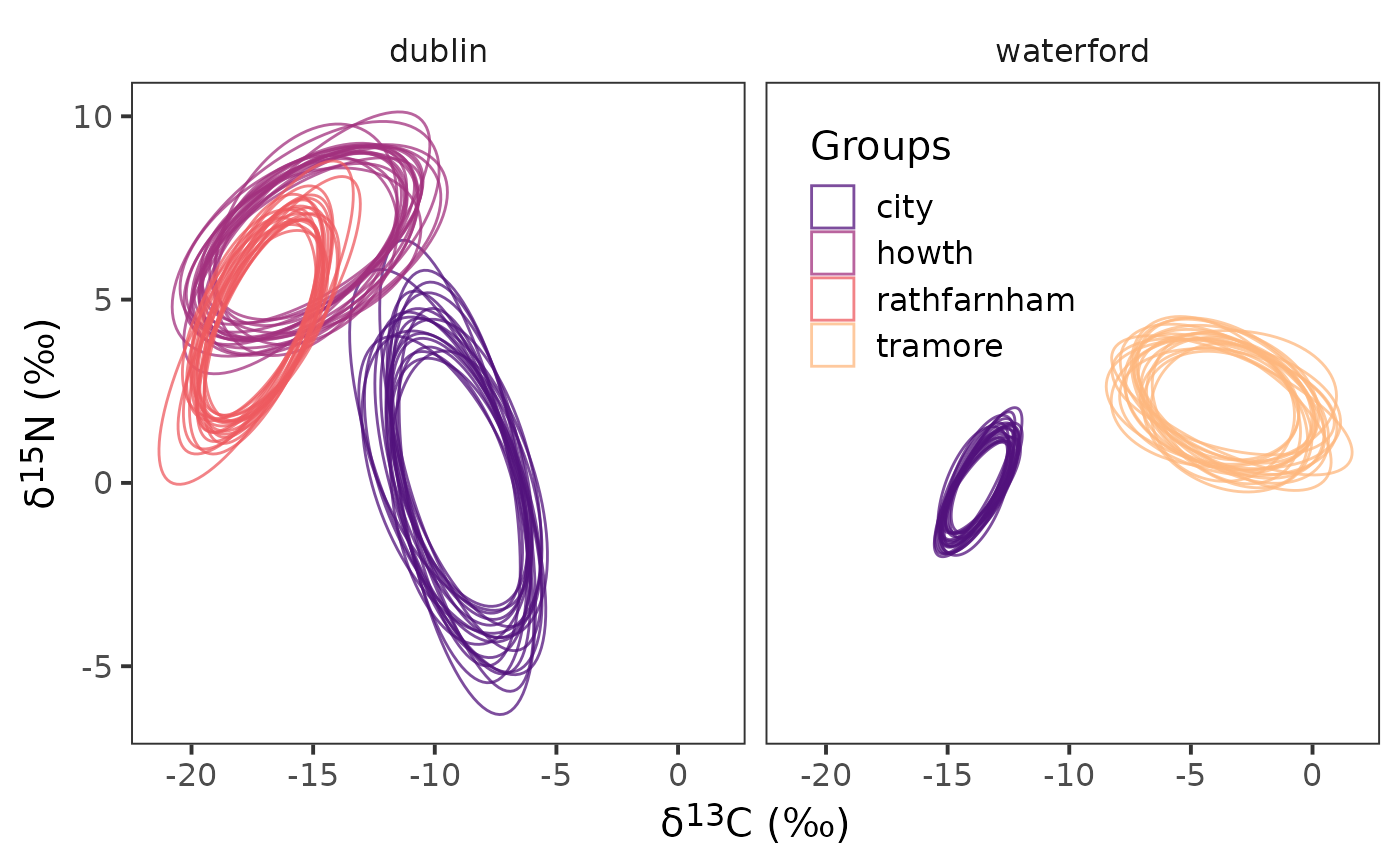 dublin
waterford
δ15N (‰)
10
5
0
-5
Groups
city
howth
rathfarnham
tramore
-20 -15 -10 -5 0
-20 -15 -10 -5 0
δ13C (‰)